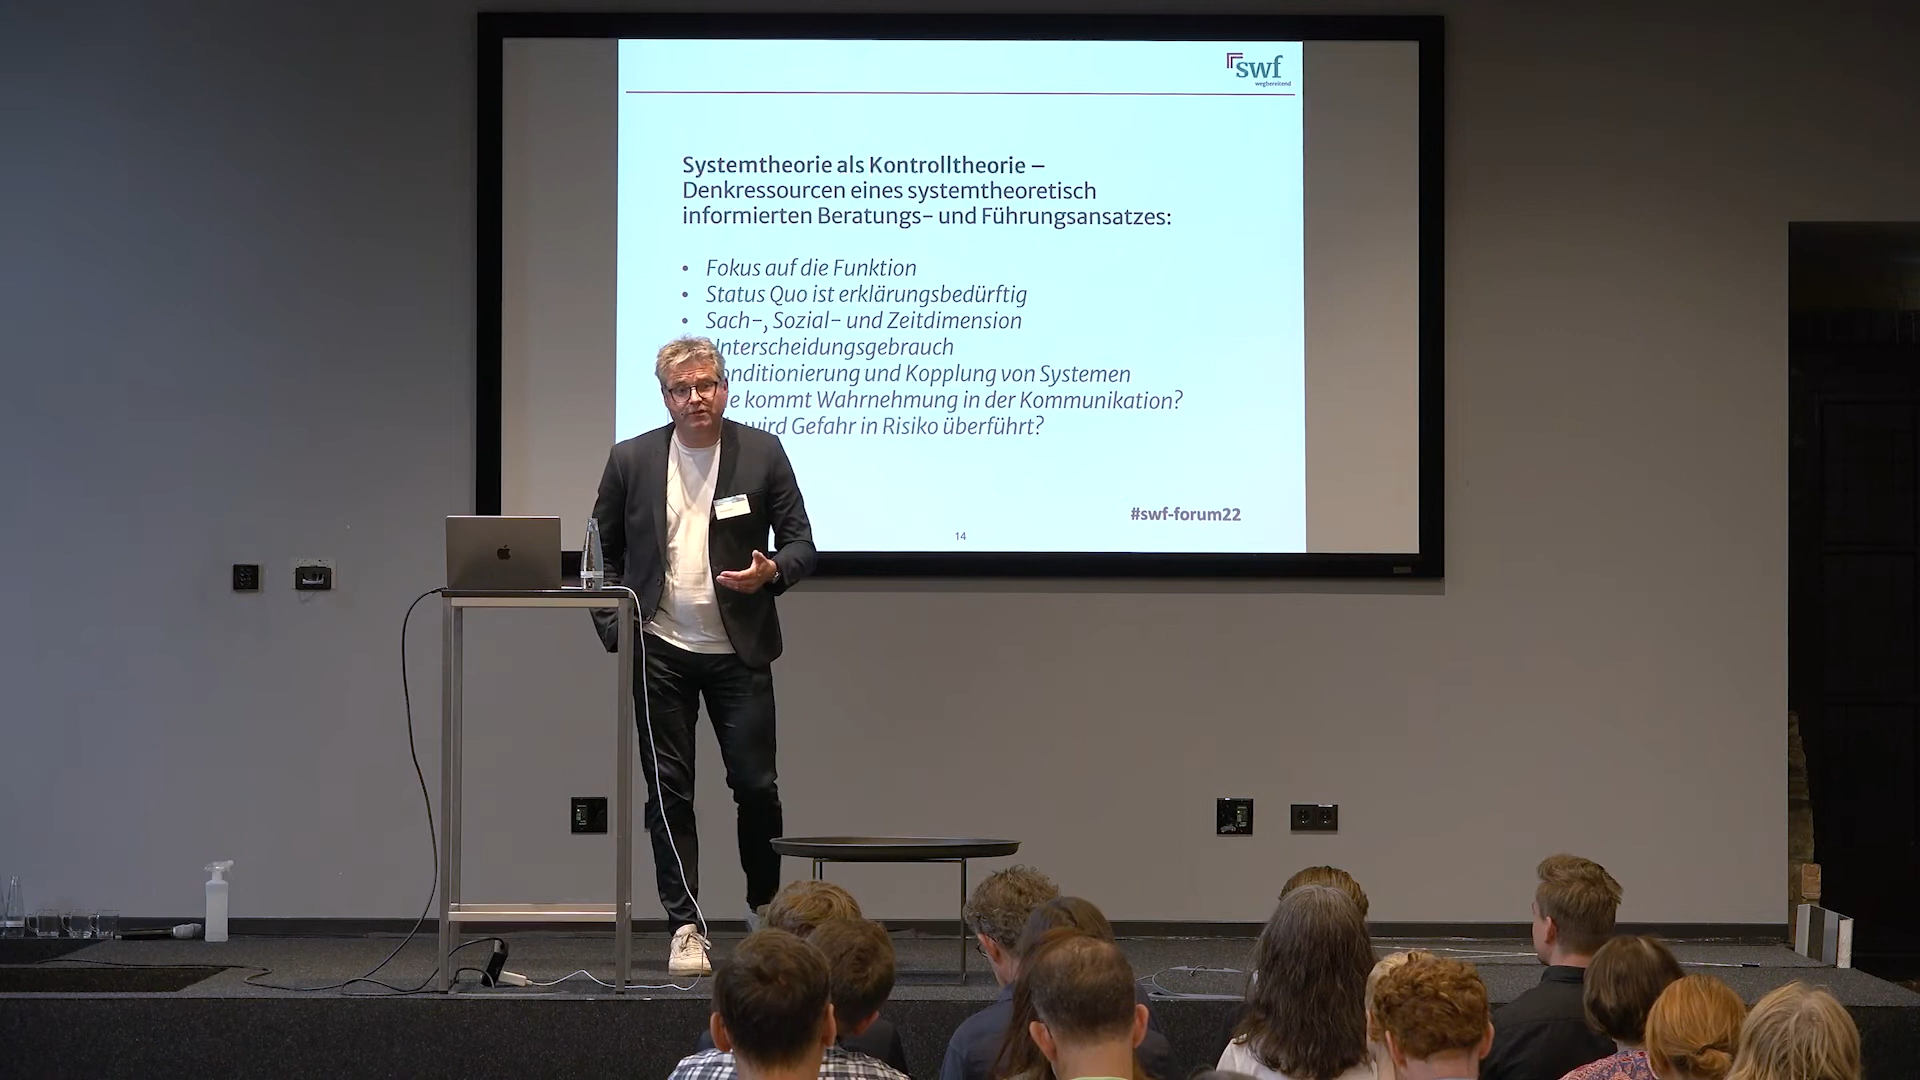 swf
wegbereitend
Systemtheorie als Kontrolltheorie –
Denkressourcen eines systemtheoretisch
informierten Beratungs- und Führungsansatzes:
• Fokus auf die Funktion
• Status Quo ist erklärungsbedürftig
• Sach-, Sozial- und Zeitdimension
nterscheidungsgebrauch
onditionierung und Kopplung von Systemen
e kommt Wahrnehmung in der Kommunikation?
wird Gefahr in Risiko überführt?
#swf-forum22
14